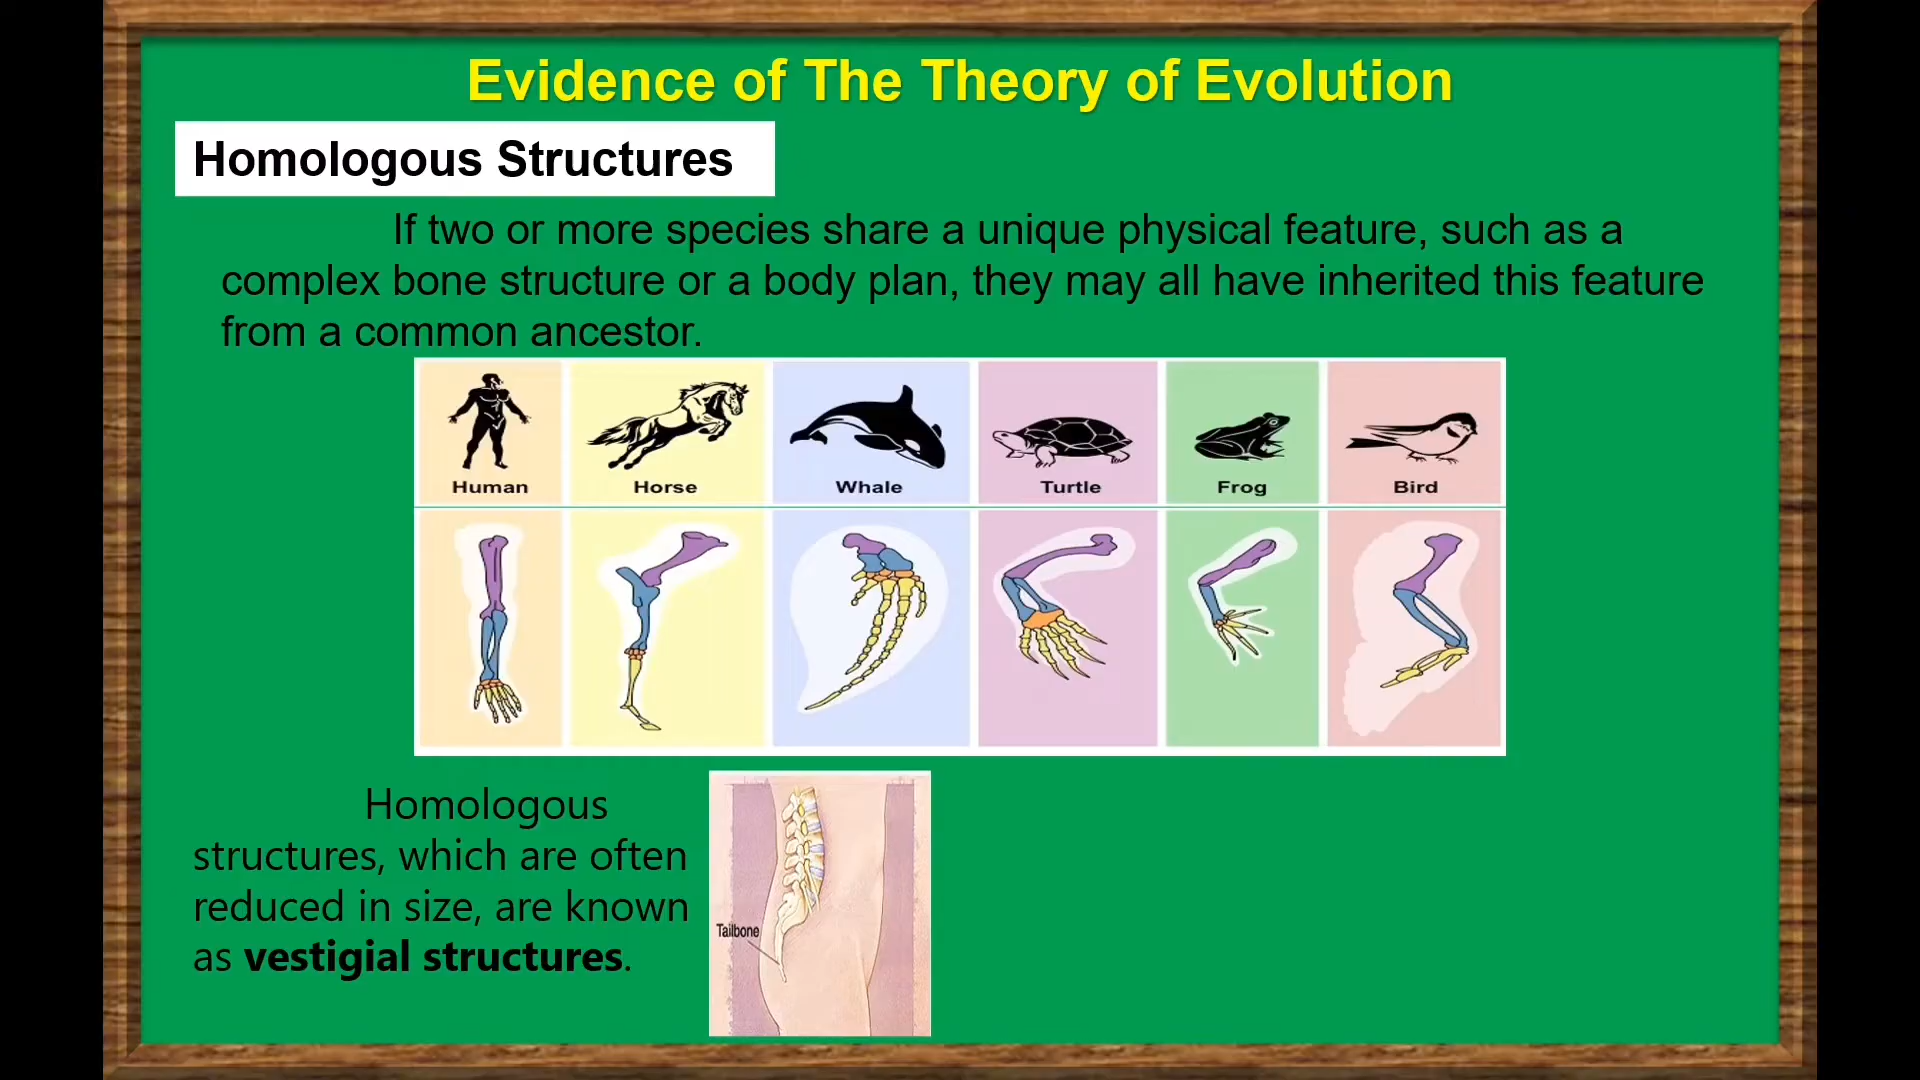 Evidence of The Theory of Evolution
Homologous Structures
If two or more species share a unique physical feature, such as a
complex bone structure or a body plan, they may all have inherited this feature
from a common ancestor.
Human Horse Whale Turtle Frog Bird
Homologous
structures, which are often
reduced in size, are known
as vestigial structures.
Tailbone